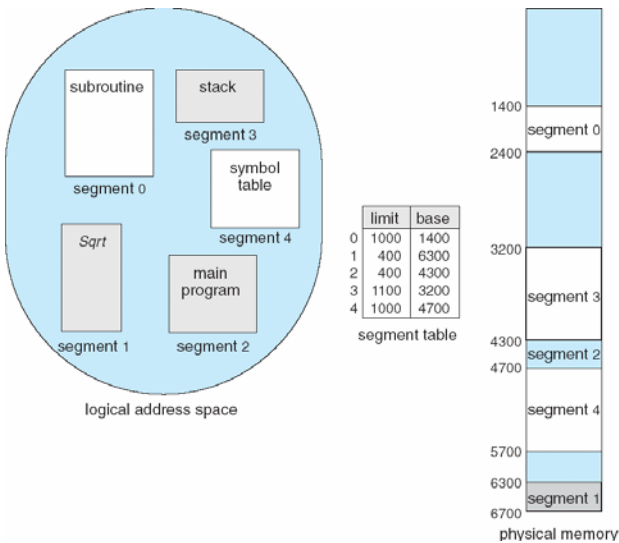 subroutine
stack
segment 3
segment 0
symbol
table
segment 4
Sqrt
main
program
segment 1
segment 2
logical address space
limit base
0 1000 1400
1 400 6300
2 400 4300
3 1100 3200
4 1000 4700
segment table
1400
segment 0
2400
3200
segment 3
4300
segment 2
4700
segment 4
5700
6300
segment 1
6700
physical memory